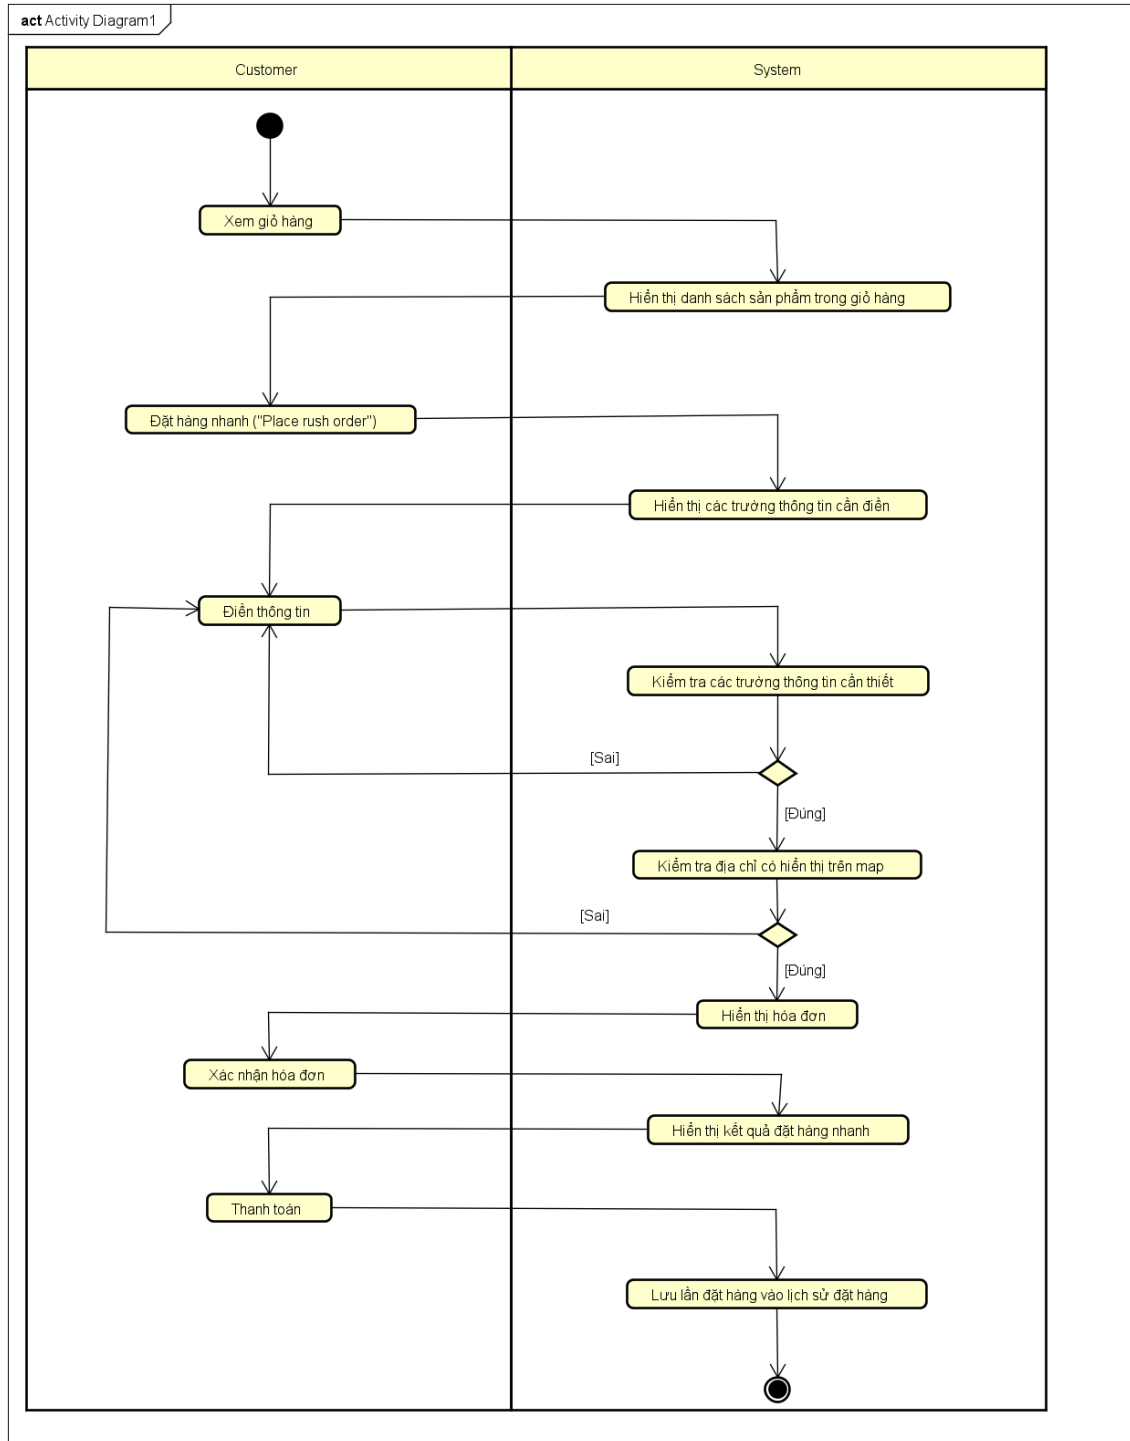 act Activity Diagram1
Customer
System
Xem giỏ hàng
Hiển thị danh sách sản phẩm trong giỏ hàng
Đặt hàng nhanh ("Place rush order")
Hiển thị các trường thông tin cần điền
Điền thông tin
Kiểm tra các trường thông tin cần thiết
[Sai]
[Đúng]
Kiểm tra địa chỉ có hiển thị trên map
[Sai]
[Đúng]
Hiển thị hóa đơn
Xác nhận hóa đơn
Hiển thị kết quả đặt hàng nhanh
Thanh toán
Lưu lần đặt hàng vào lịch sử đặt hàng